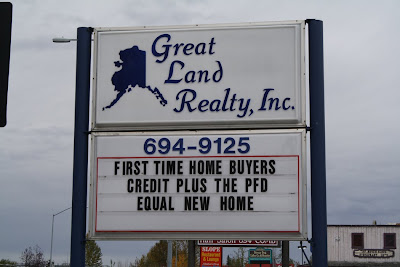 Great
Land
Realty, Inc.
694-9125
FIRST TIME HOME BUYERS
CREDIT PLUS THE PFD
EQUAL NEW HOME